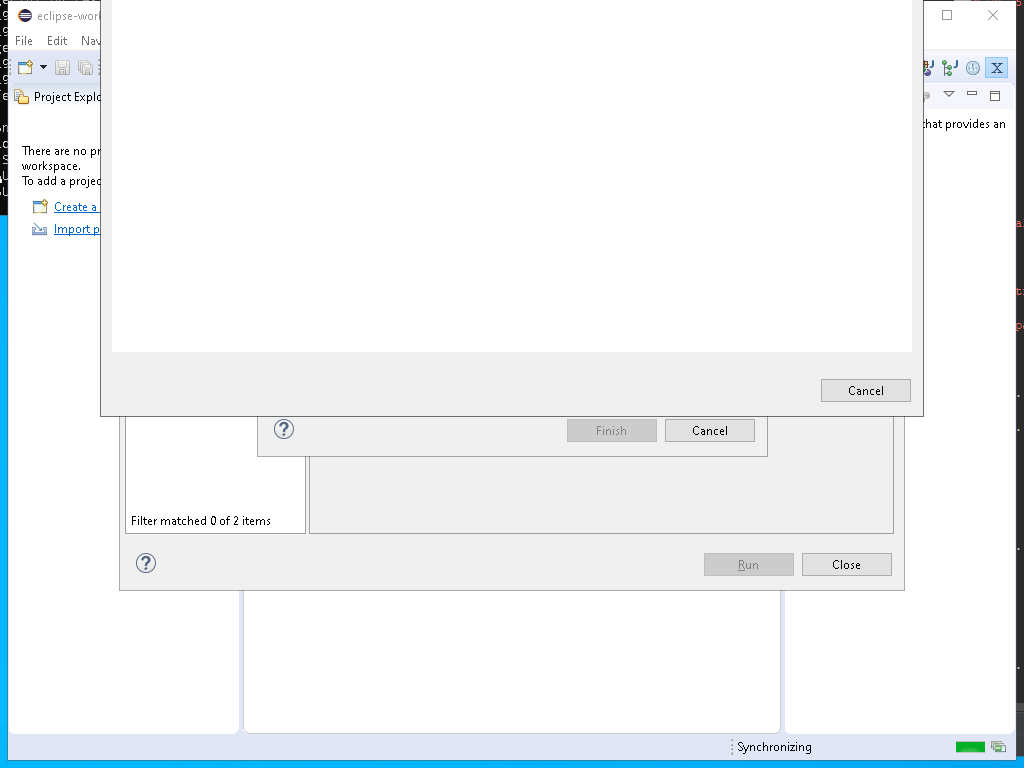 eclipse-work
File Edit Nav
Project Explo
that provides an
There are no pr
workspace.
To add a projec
Create a
Import p
Cancel
Finish
Cancel
Filter matched 0 of 2 items
Run
Close
Synchronizing